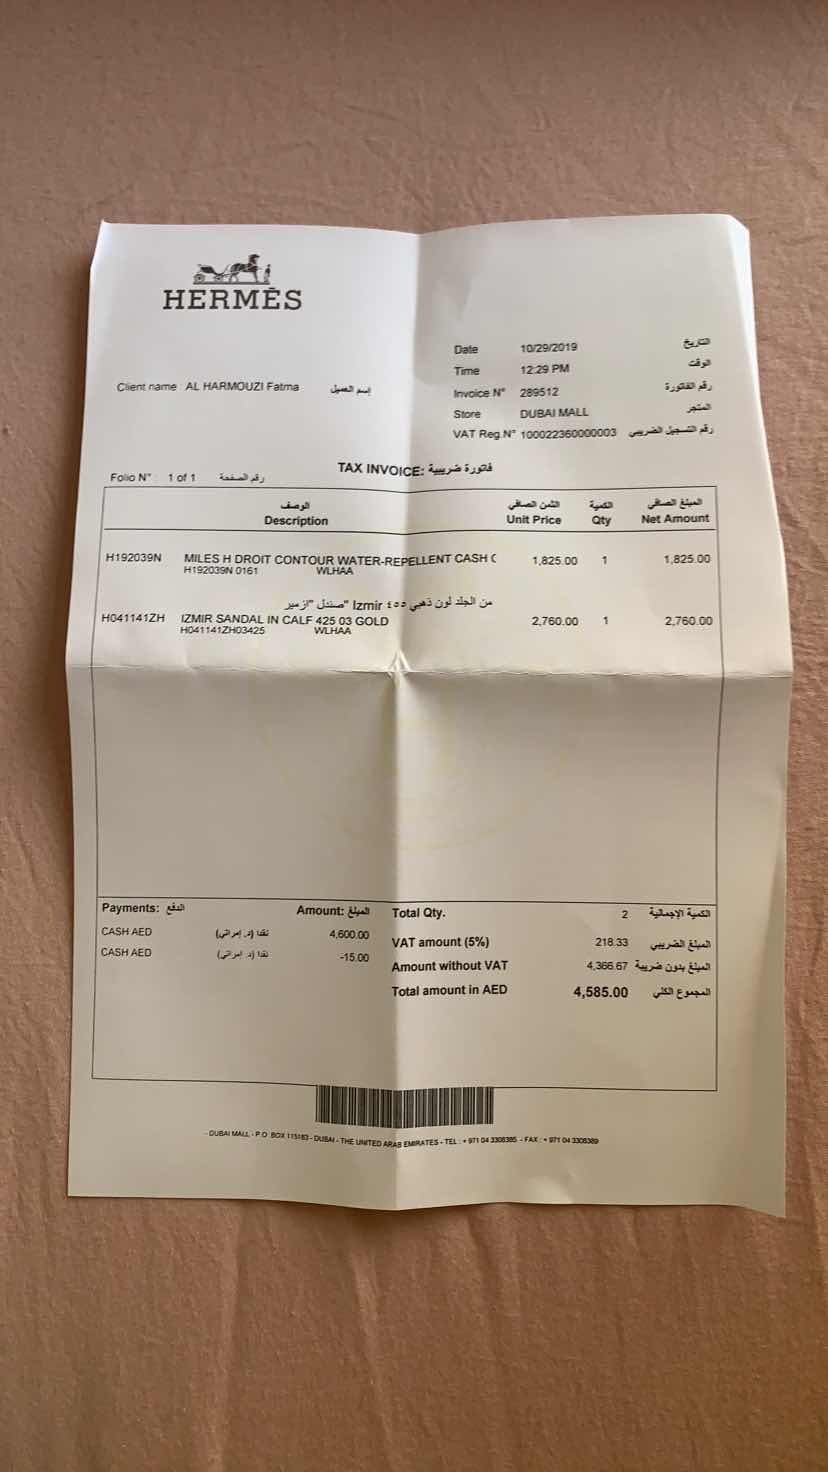 HERMÈS
Date 10/29/2019 التاريخ
Time 12:29 PM الوقت
Client name AL HARMOUZI Fatma إسم العميل
Invoice N° 289512 رقم الفاتورة
Store DUBAI MALL المتجر
VAT Reg.N° 100022360000003 رقم التسجيل الضريبي
TAX INVOICE: فاتورة ضريبية
Folio N° : 1 of 1 رقم الصفحة
الوصف الثمن الصافي الكمية المبلغ الصافي
Description Unit Price Qty Net Amount
H192039N MILES H DROIT CONTOUR WATER-REPELLENT CASH C 1,825.00 1 1,825.00
H192039N 0161 WLHAA
صندل "ازمير" Izmir من الجلد لون ذهبي ٤٥٥
H041141ZH IZMIR SANDAL IN CALF 425 03 GOLD 2,760.00 1 2,760.00
H041141ZH03425 WLHAA
Payments: الدفع Amount: المبلغ
CASH AED نقدا (د. إمراتي) 4,600.00
CASH AED نقدا (د. إمراتي) -15.00
Total Qty. 2 الكمية الإجمالية
VAT amount (5%) 218.33 المبلغ الضريبي
Amount without VAT 4,366.67 المبلغ بدون ضريبة
Total amount in AED 4,585.00 المجموع الكلي
- DUBAI MALL - P.O. BOX 115183 - DUBAI - THE UNITED ARAB EMIRATES - TEL : + 971 04 3308385 - FAX : + 971 04 3308389